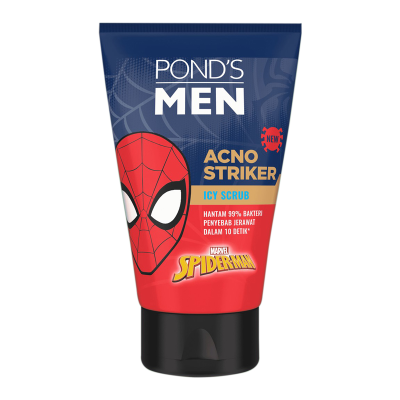 POND'S
MEN
NEW
ACNO
STRIKER
ICY SCRUB
HANTAM 99% BAKTERI
PENYEBAB JERAWAT
DALAM 10 DETIK*
MARVEL
SPIDER-MAN